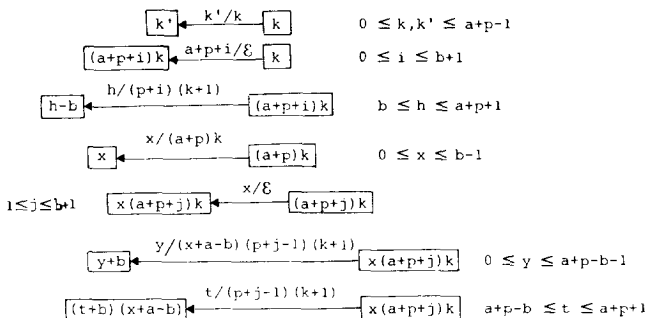 k' k'/k k 0 ≤ k,k' ≤ a+p-1
(a+p+i)k a+p+i/ε k 0 ≤ i ≤ b+1
h-b h/(p+i)(k+1) (a+p+i)k b ≤ h ≤ a+p+1
x x/(a+p)k (a+p)k 0 ≤ x ≤ b-1
1≤j≤b+1 x(a+p+j)k x/ε (a+p+j)k
y+b y/(x+a-b)(p+j-1)(k+1) x(a+p+j)k 0 ≤ y ≤ a+p-b-1
(t+b)(x+a-b) t/(p+j-1)(k+1) x(a+p+j)k a+p-b ≤ t ≤ a+p+1